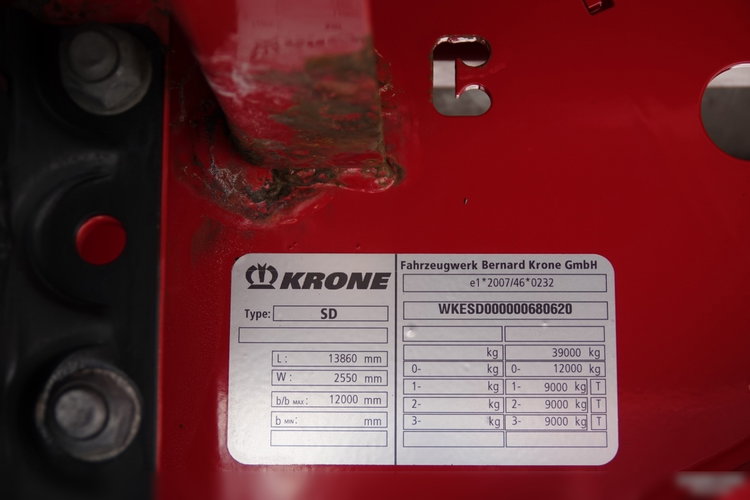 KRONE
Type: SD
L: 13860 mm
W: 2550 mm
b/b MAX: 12000 mm
b MIN: mm
Fahrzeugwerk Bernard Krone GmbH
e1*2007/46*0232
WKESD000000680620
kg 39000 kg
0- kg 0- 12000 kg
1- kg 1- 9000 kg T
2- kg 2- 9000 kg T
3- kg 3- 9000 kg T